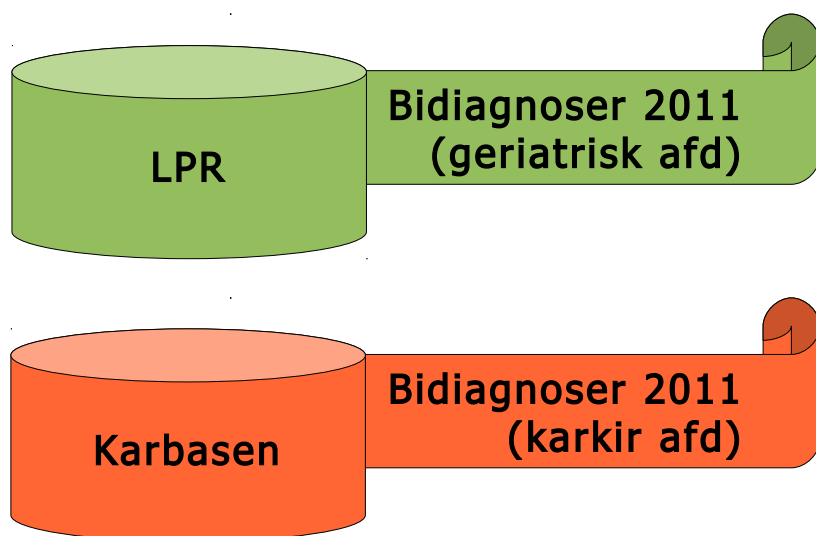 LPR
Bidiagnoser 2011
(geriatrisk afd)
Karbasen
Bidiagnoser 2011
(karkir afd)